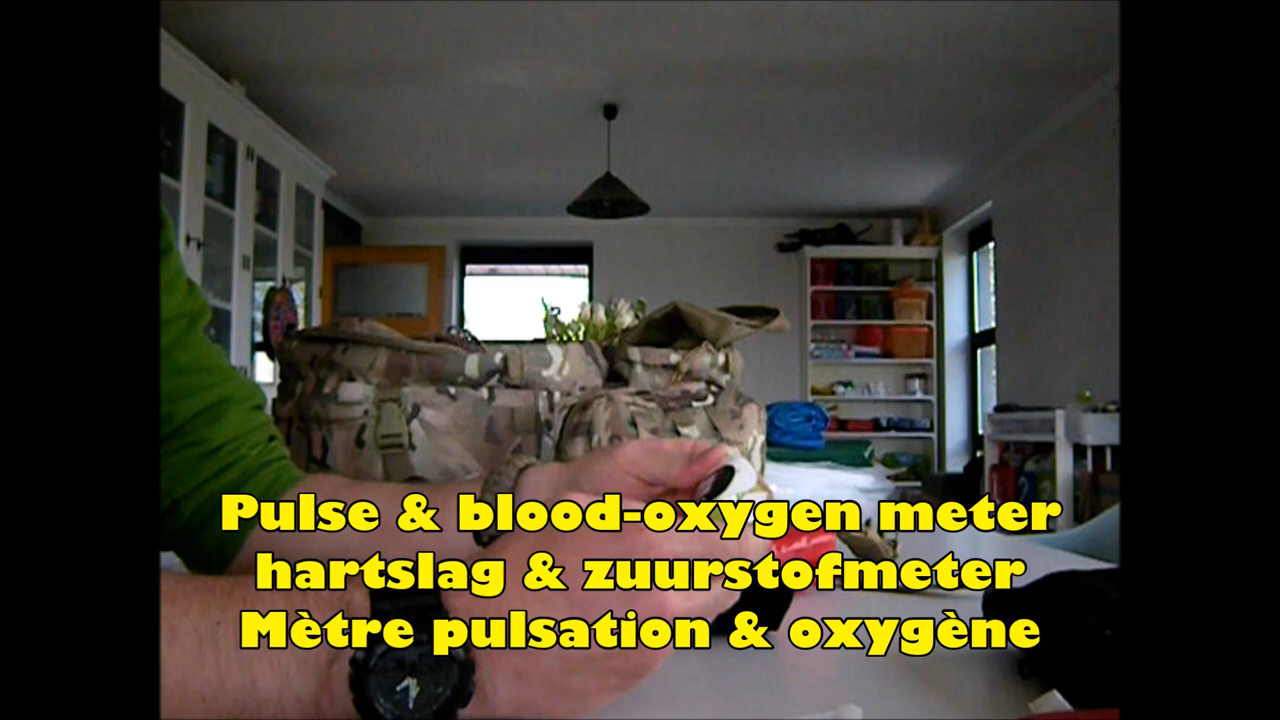 Pulse & blood-oxygen meter
hartslag & zuurstofmeter
Mètre pulsation & oxygène